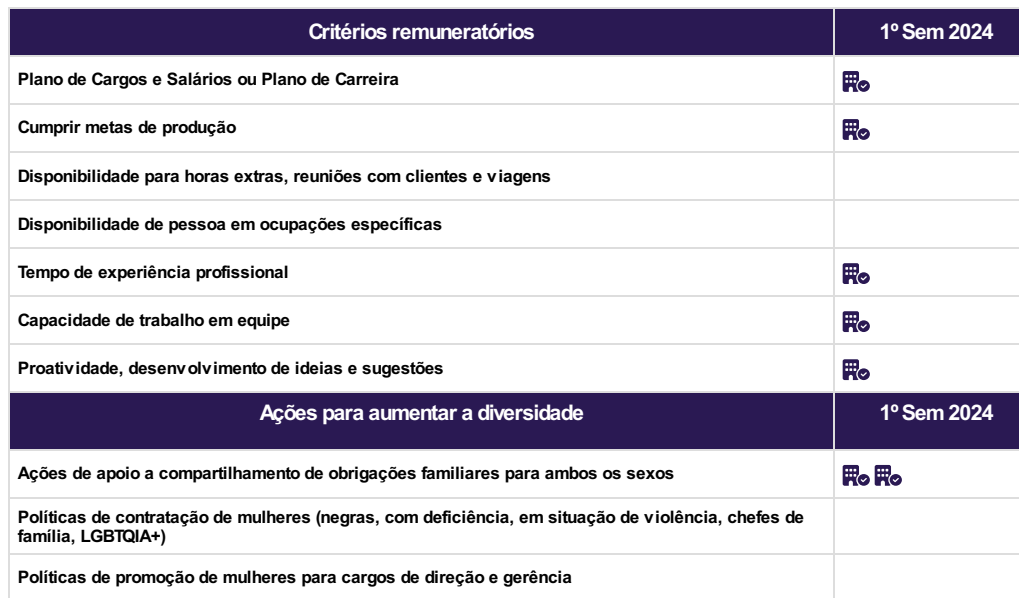 Critérios remuneratórios 1º Sem 2024
Plano de Cargos e Salários ou Plano de Carreira
Cumprir metas de produção
Disponibilidade para horas extras, reuniões com clientes e viagens
Disponibilidade de pessoa em ocupações específicas
Tempo de experiência profissional
Capacidade de trabalho em equipe
Proatividade, desenvolvimento de ideias e sugestões
Ações para aumentar a diversidade 1º Sem 2024
Ações de apoio a compartilhamento de obrigações familiares para ambos os sexos
Políticas de contratação de mulheres (negras, com deficiência, em situação de violência, chefes de
família, LGBTQIA+)
Políticas de promoção de mulheres para cargos de direção e gerência